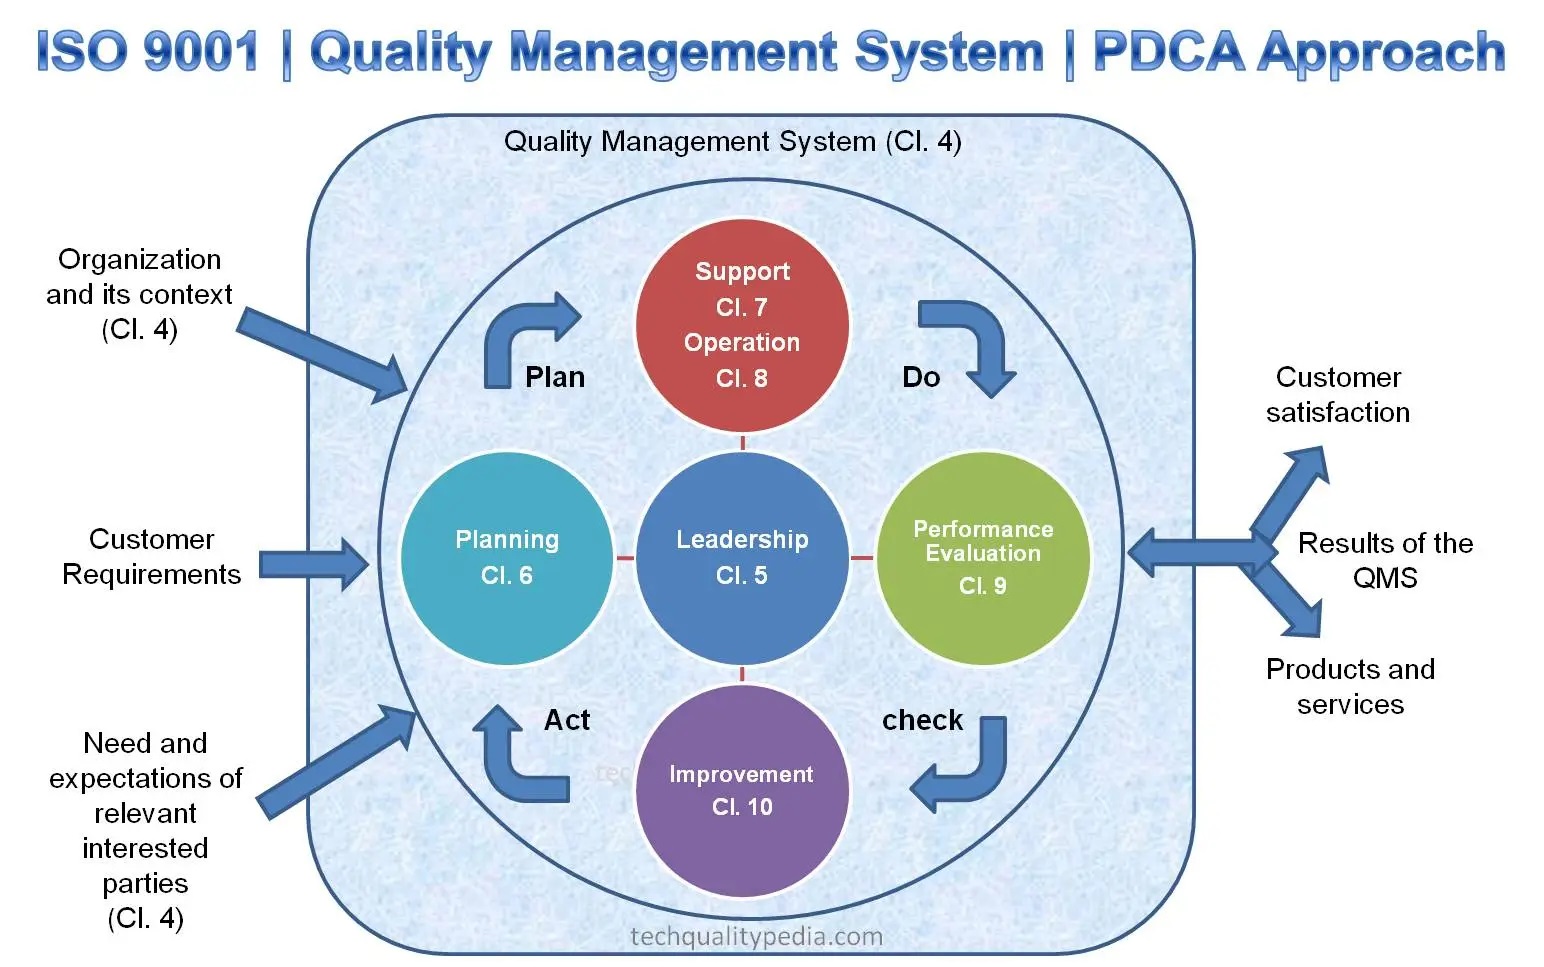 ISO 9001 | Quality Management System | PDCA Approach
Quality Management System (Cl. 4)
Organization
and its context
(Cl. 4)
Customer
Requirements
Need and
expectations of
relevant
interested
parties
(Cl. 4)
Plan
Support
Cl. 7
Operation
Cl. 8
Do
Planning
Cl. 6
Leadership
Cl. 5
Performance
Evaluation
Cl. 9
Act
Improvement
Cl. 10
check
Customer
satisfaction
Results of the
QMS
Products and
services
techqualitypedia.com